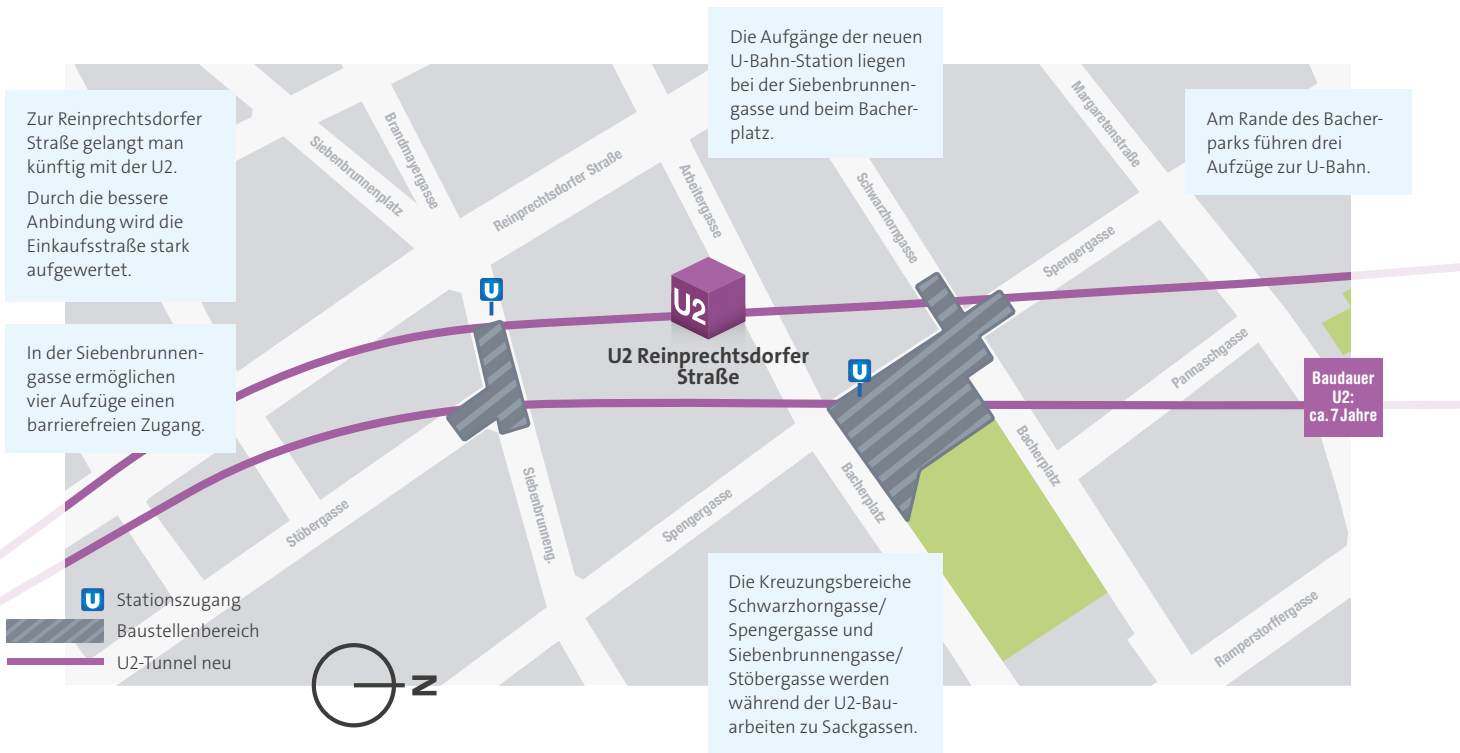 Die Aufgänge der neuen
U-Bahn-Station liegen
bei der Siebenbrunnen-
gasse und beim Bacher-
platz.
Zur Reinprechtsdorfer
Straße gelangt man
künftig mit der U2.
Durch die bessere
Anbindung wird die
Einkaufsstraße stark
aufgewertet.
Am Rande des Bacher-
parks führen drei
Aufzüge zur U-Bahn.
In der Siebenbrunnen-
gasse ermöglichen
vier Aufzüge einen
barrierefreien Zugang.
Siebenbrunnenplatz
Brandmayergasse
Reinprechtsdorfer Straße
Arbeitergasse
Schwarzhorngasse
Margaretenstraße
Spengergasse
Pannaschgasse
U
U2
U2 Reinprechtsdorfer
Straße
U
Baudauer
U2:
ca. 7 Jahre
Stöbergasse
Siebenbrunneng.
Spengergasse
Bacherplatz
Bacherplatz
Ramperstorffergasse
Die Kreuzungsbereiche
Schwarzhorngasse/
Spengergasse und
Siebenbrunnengasse/
Stöbergasse werden
während der U2-Bau-
arbeiten zu Sackgassen.
U Stationszugang
Baustellenbereich
U2-Tunnel neu
N